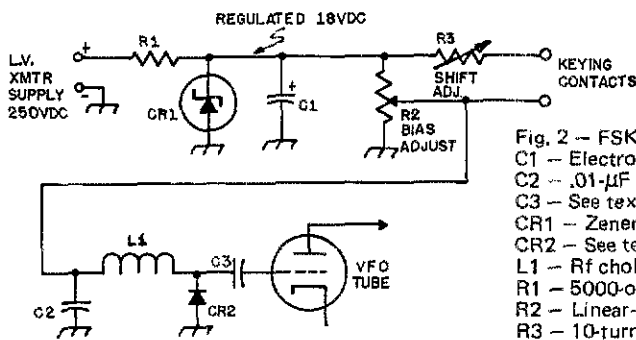 REGULATED 18VDC
L.V.
XMTR
SUPPLY
250VDC
+
-
R1
CR1
+
C1
R2
BIAS
ADJUST
R3
SHIFT
ADJ.
KEYING
CONTACTS
L1
C2
CR2
C3
VFO
TUBE
Fig. 2 — FSK
C1 — Electro
C2 — .01-µF
C3 — See tex
CR1 — Zener
CR2 — See te
L1 — Rf chol
R1 — 5000-o
R2 — Linear-
R3 — 10-turn